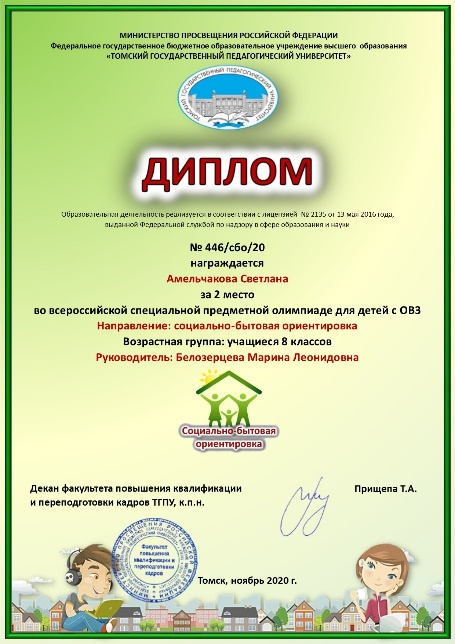 МИНИСТЕРСТВО ПРОСВЕЩЕНИЯ РОССИЙСКОЙ ФЕДЕРАЦИИ
Федеральное государственное бюджетное образовательное учреждение высшего образования
«ТОМСКИЙ ГОСУДАРСТВЕННЫЙ ПЕДАГОГИЧЕСКИЙ УНИВЕРСИТЕТ»
ТОМСКИЙ ГОСУДАРСТВЕННЫЙ ПЕДАГОГИЧЕСКИЙ УНИВЕРСИТЕТ
ДИПЛОМ
Образовательная деятельность реализуется в соответствии с лицензией № 2135 от 13 мая 2016 года,
выданной Федеральной службой по надзору в сфере образования и науки
№ 446/сбо/20
награждается
Амельчакова Светлана
за 2 место
во всероссийской специальной предметной олимпиаде для детей с ОВЗ
Направление: социально-бытовая ориентировка
Возрастная группа: учащиеся 8 классов
Руководитель: Белозерцева Марина Леонидовна
Социально-бытовая
ориентировка
Декан факультета повышения квалификации
и переподготовки кадров ТГПУ, к.п.н.
Прищепа Т.А.
Факультет
повышения
квалификации и
переподготовки
кадров
Томск, ноябрь 2020 г.